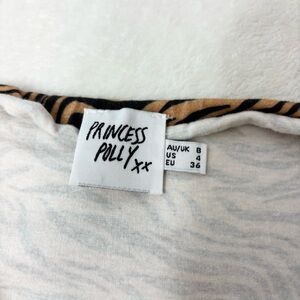 PRINCESS
POLLY
xx
AU/UK 8
US 4
EU 36